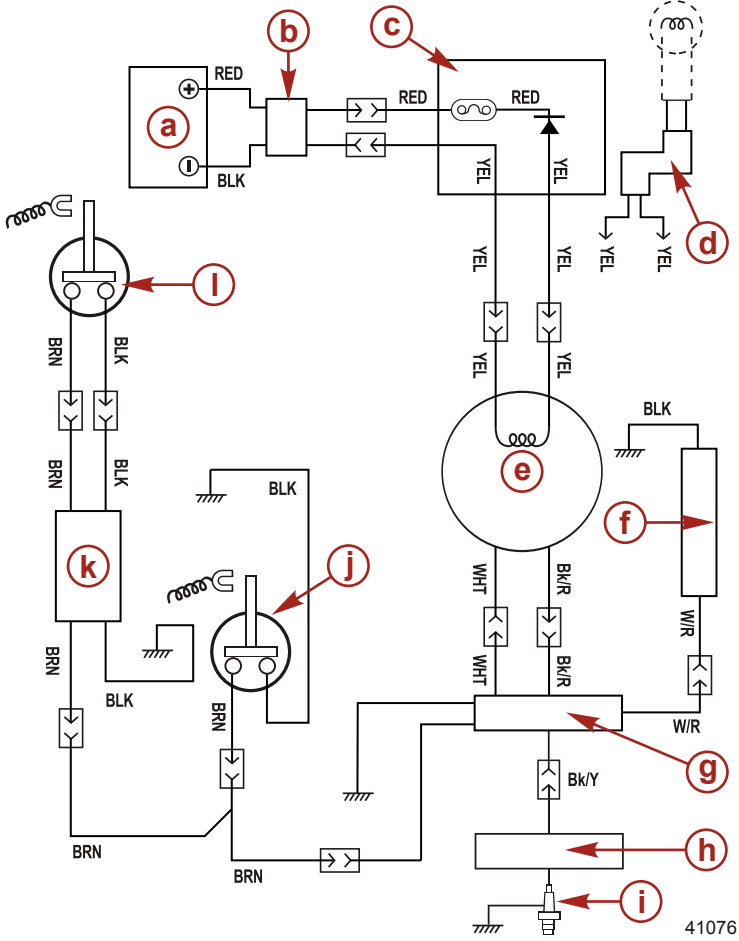 b
c
RED
RED
RED
a
BLK
YEL
YEL
d
YEL
YEL
YEL
YEL
l
BRN
BLK
YEL
YEL
BLK
BRN
BLK
BLK
e
f
k
j
WHT
Bk/R
W/R
BRN
BLK
WHT
Bk/R
BRN
W/R
g
Bk/Y
BRN
h
BRN
i
41076